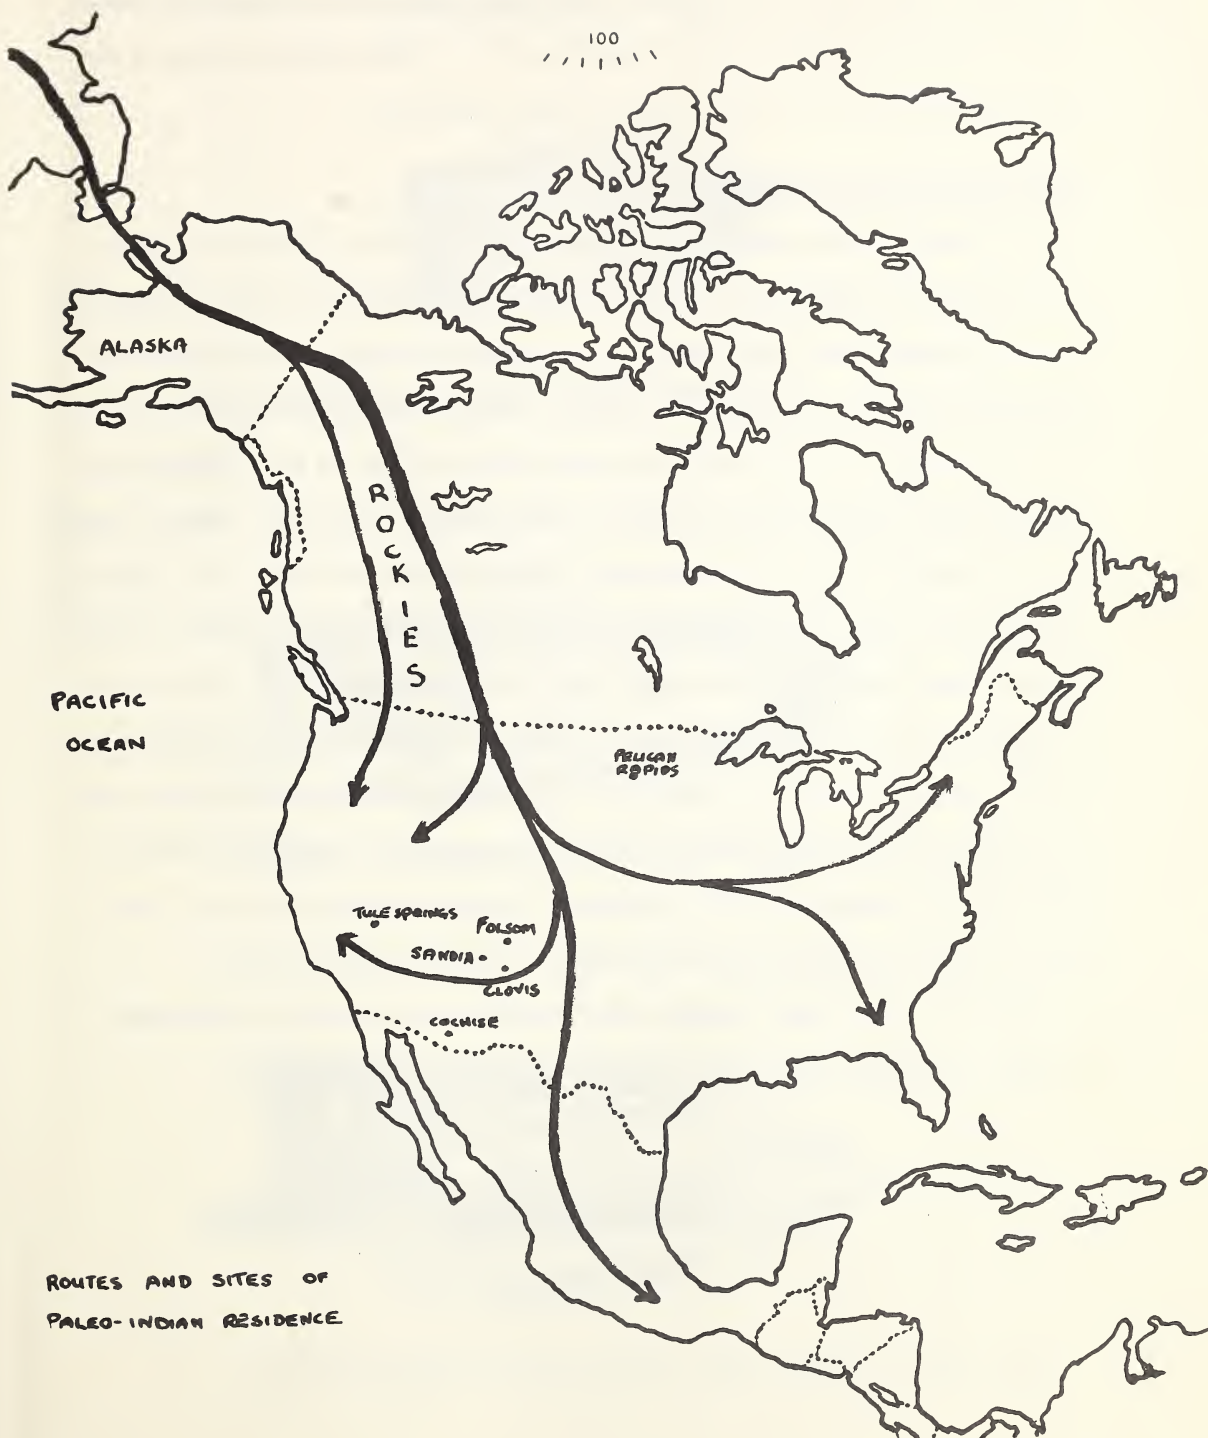 100
ALASKA
ROCKIES
PACIFIC
OCEAN
PELICAN
RAPIDS
TULE SPRINGS
FOLSOM
SANDIA
CLOVIS
COCHISE
ROUTES AND SITES OF
PALEO-INDIAN RESIDENCE